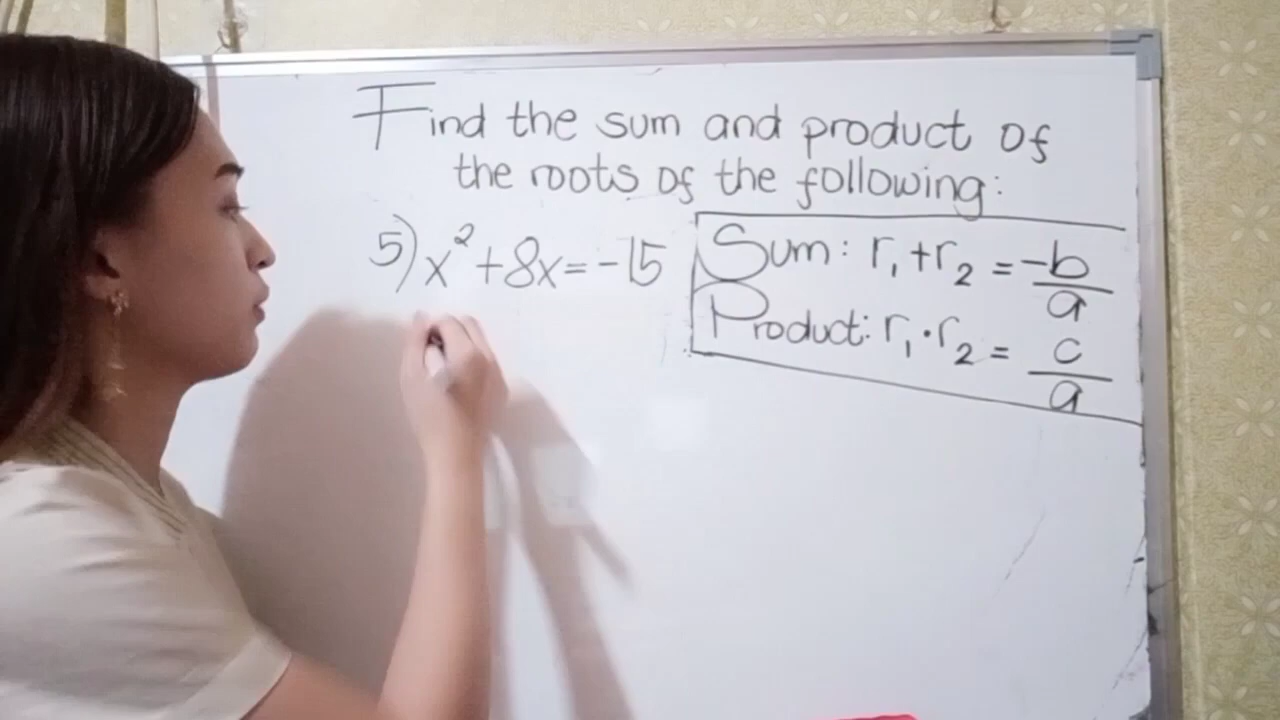 Find the sum and product of
the roots of the following:
5) x² + 8x = -15
Sum: r₁ + r₂ = -b/a
Product: r₁ · r₂ = c/a